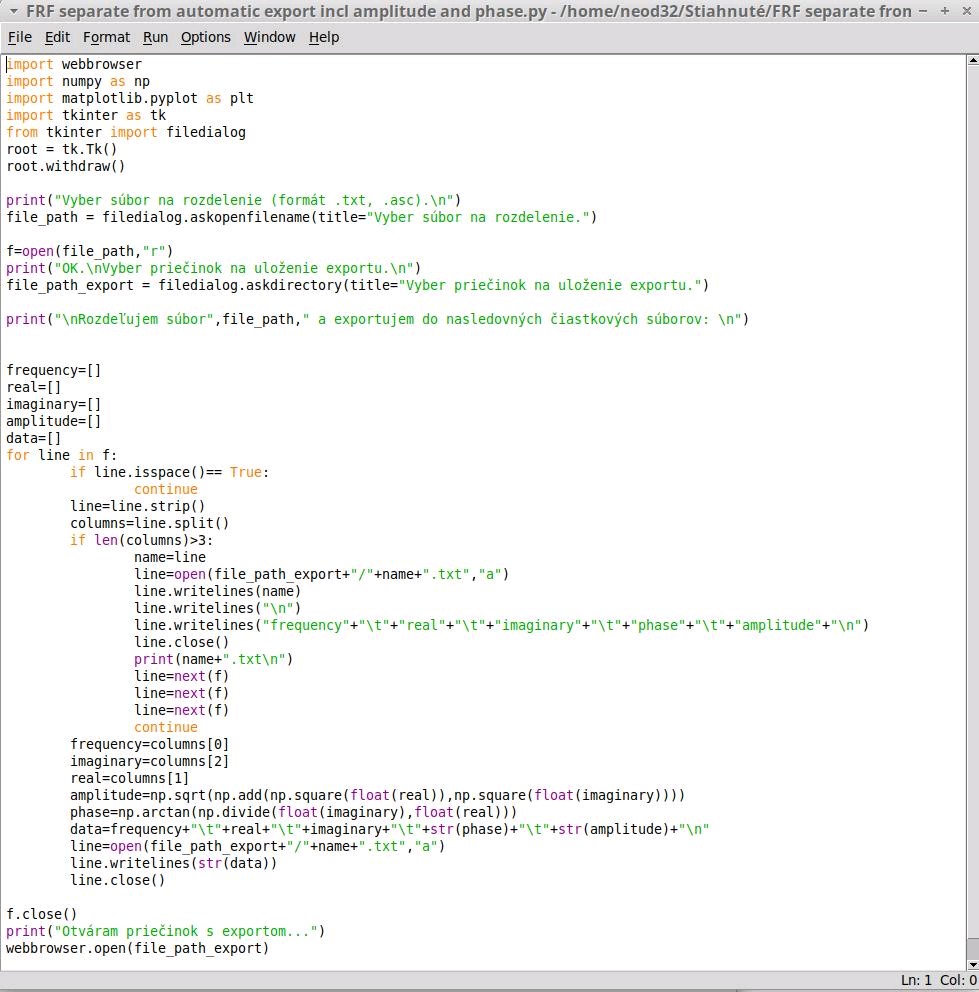 FRF separate from automatic export incl amplitude and phase.py - /home/neod32/Stiahnuté/FRF separate fron
File Edit Format Run Options Window Help
import webbrowser
import numpy as np
import matplotlib.pyplot as plt
import tkinter as tk
from tkinter import filedialog
root = tk.Tk()
root.withdraw()

print("Vyber súbor na rozdelenie (formát .txt, .asc).\n")
file_path = filedialog.askopenfilename(title="Vyber súbor na rozdelenie.")

f=open(file_path,"r")
print("OK.\nVyber priečinok na uloženie exportu.\n")
file_path_export = filedialog.askdirectory(title="Vyber priečinok na uloženie exportu.")

print("\nRozdeľujem súbor",file_path," a exportujem do nasledovných čiastkových súborov: \n")

frequency=[]
real=[]
imaginary=[]
amplitude=[]
data=[]
for line in f:
        if line.isspace()== True:
                continue
        line=line.strip()
        columns=line.split()
        if len(columns)>3:
                name=line
                line=open(file_path_export+"/"+name+".txt","a")
                line.writelines(name)
                line.writelines("\n")
                line.writelines("frequency"+"\t"+"real"+"\t"+"imaginary"+"\t"+"phase"+"\t"+"amplitude"+"\n")
                line.close()
                print(name+".txt\n")
                line=next(f)
                line=next(f)
                line=next(f)
                continue
        frequency=columns[0]
        imaginary=columns[2]
        real=columns[1]
        amplitude=np.sqrt(np.add(np.square(float(real)),np.square(float(imaginary))))
        phase=np.arctan(np.divide(float(imaginary),float(real)))
        data=frequency+"\t"+real+"\t"+imaginary+"\t"+str(phase)+"\t"+str(amplitude)+"\n"
        line=open(file_path_export+"/"+name+".txt","a")
        line.writelines(str(data))
        line.close()

f.close()
print("Otváram priečinok s exportom...")
webbrowser.open(file_path_export)
Ln: 1 Col: 0